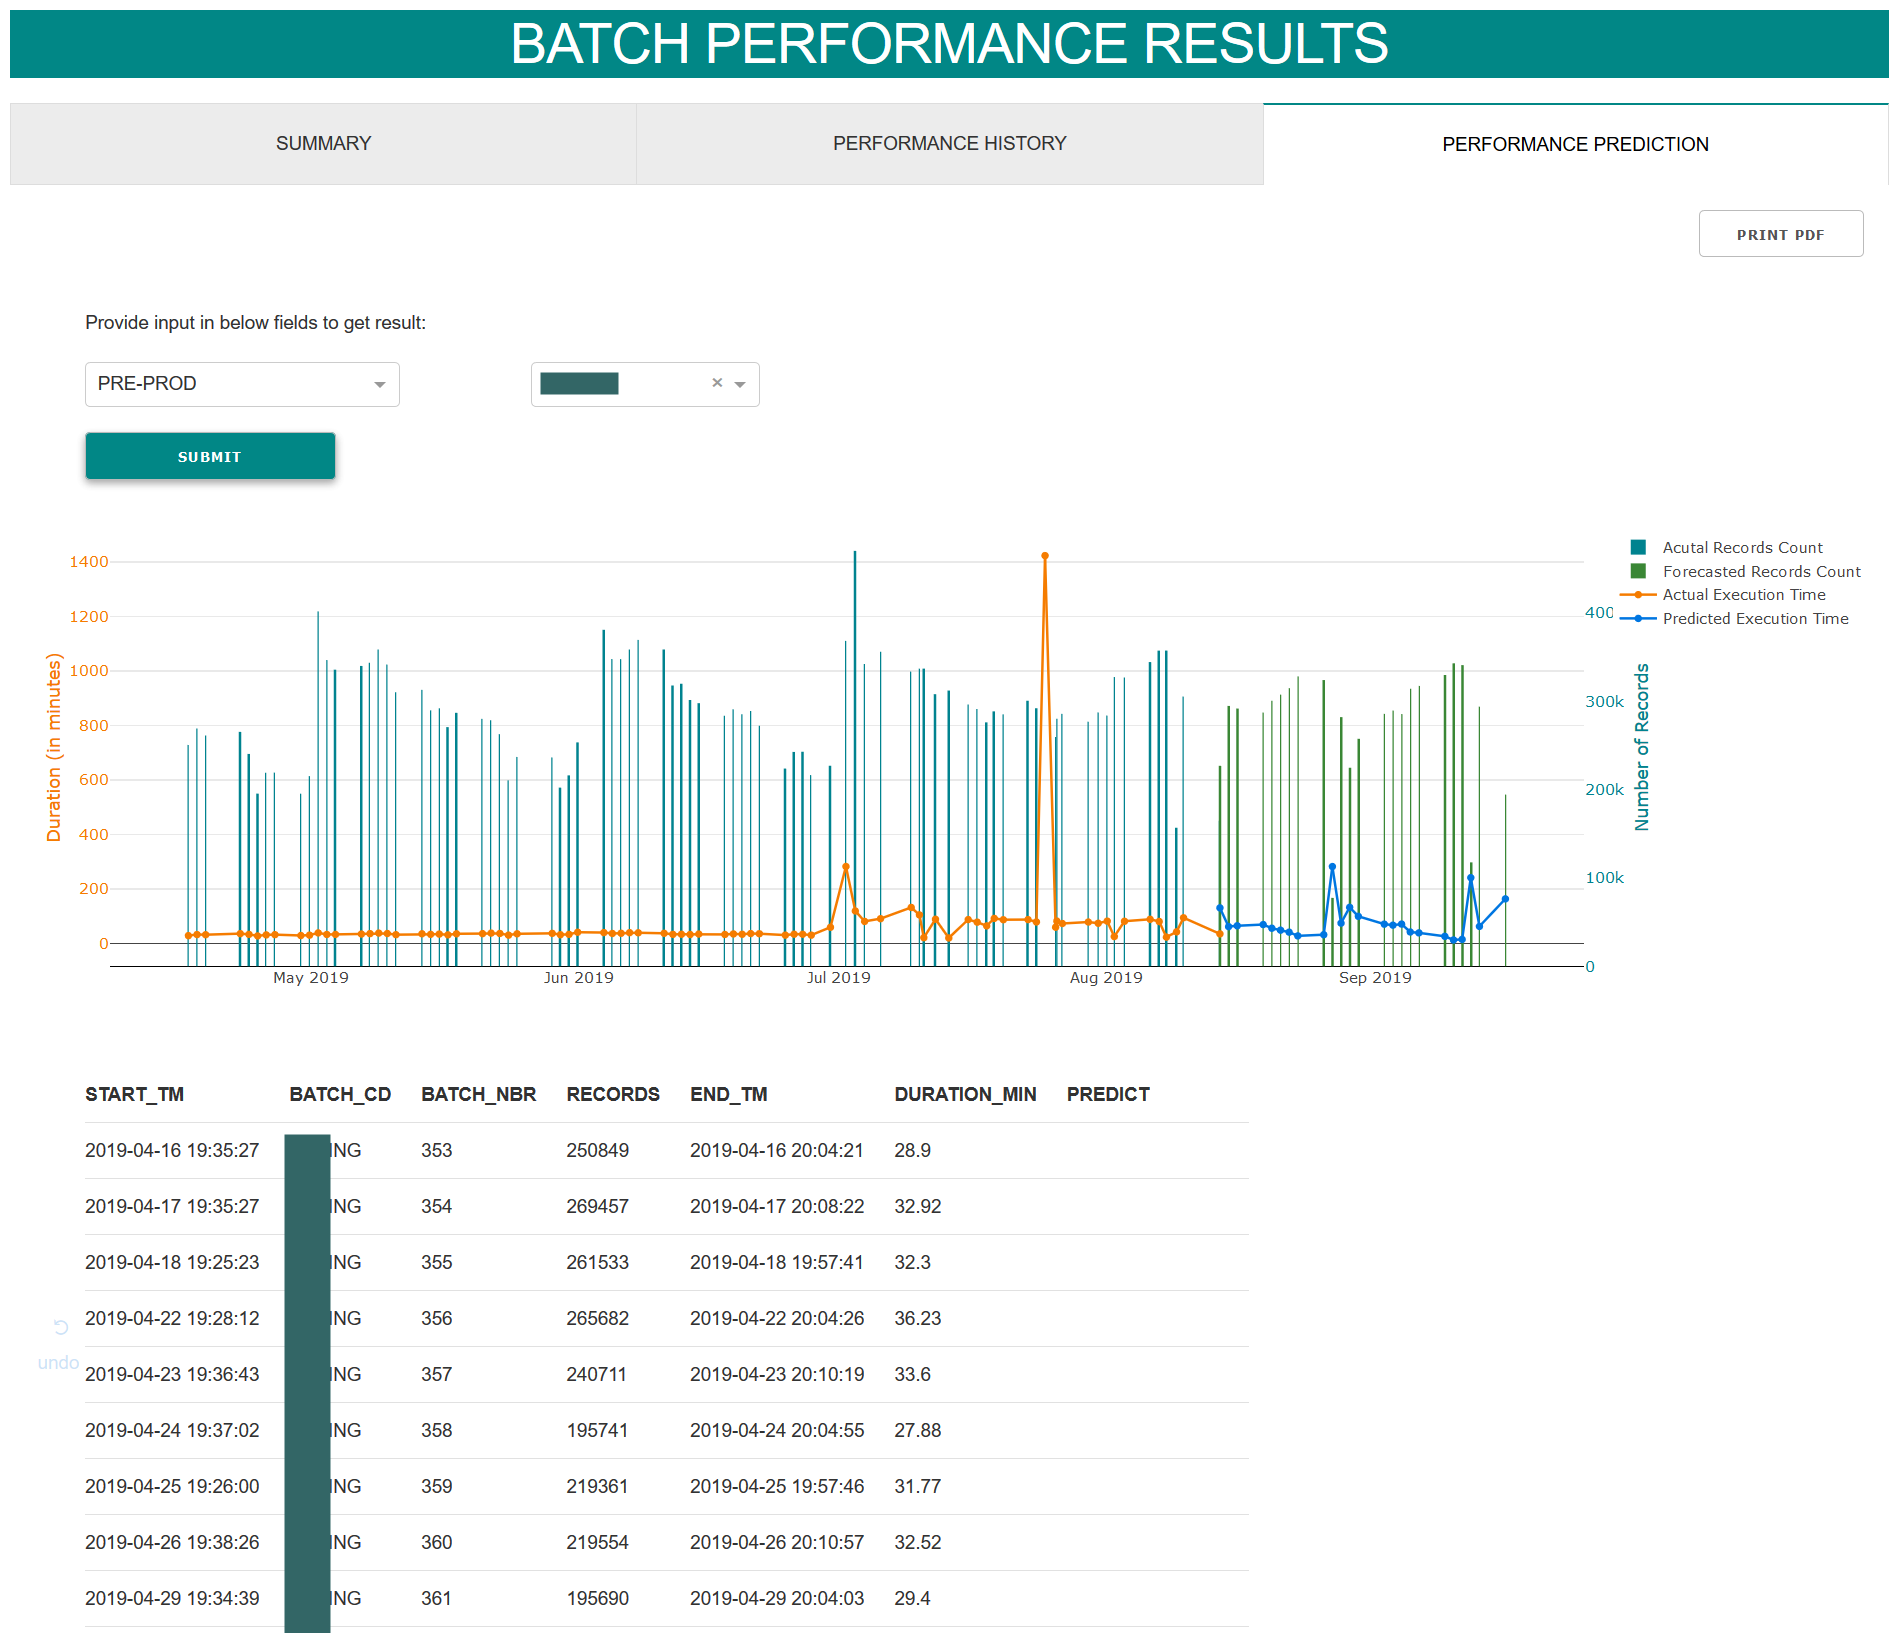 BATCH PERFORMANCE RESULTS
SUMMARY
PERFORMANCE HISTORY
PERFORMANCE PREDICTION
PRINT PDF
Provide input in below fields to get result:
PRE-PROD
×
SUBMIT
Acutal Records Count
Forecasted Records Count
Actual Execution Time
Predicted Execution Time
Duration (in minutes)
1400
1200
1000
800
600
400
200
0
Number of Records
400
300k
200k
100k
0
May 2019 Jun 2019 Jul 2019 Aug 2019 Sep 2019
START_TM BATCH_CD BATCH_NBR RECORDS END_TM DURATION_MIN PREDICT
2019-04-16 19:35:27 ING 353 250849 2019-04-16 20:04:21 28.9
2019-04-17 19:35:27 ING 354 269457 2019-04-17 20:08:22 32.92
2019-04-18 19:25:23 ING 355 261533 2019-04-18 19:57:41 32.3
2019-04-22 19:28:12 ING 356 265682 2019-04-22 20:04:26 36.23
undo
2019-04-23 19:36:43 ING 357 240711 2019-04-23 20:10:19 33.6
2019-04-24 19:37:02 ING 358 195741 2019-04-24 20:04:55 27.88
2019-04-25 19:26:00 ING 359 219361 2019-04-25 19:57:46 31.77
2019-04-26 19:38:26 ING 360 219554 2019-04-26 20:10:57 32.52
2019-04-29 19:34:39 ING 361 195690 2019-04-29 20:04:03 29.4